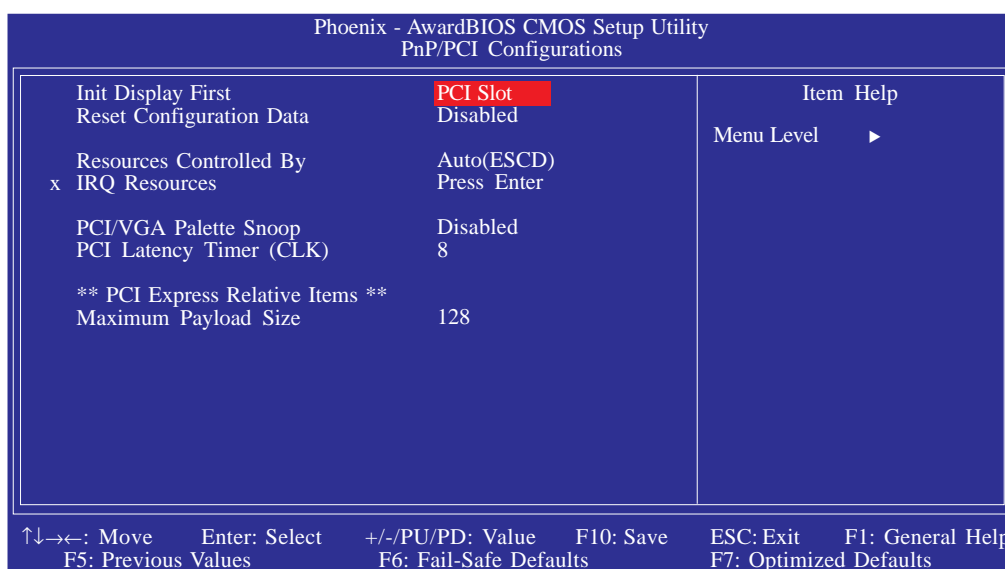 Phoenix - AwardBIOS CMOS Setup Utility
PnP/PCI Configurations
Init Display First PCI Slot
Reset Configuration Data Disabled
Resources Controlled By Auto(ESCD)
x IRQ Resources Press Enter
PCI/VGA Palette Snoop Disabled
PCI Latency Timer (CLK) 8
** PCI Express Relative Items **
Maximum Payload Size 128
Item Help
Menu Level ►
↑↓→←: Move Enter: Select +/-/PU/PD: Value F10: Save ESC: Exit F1: General Help
F5: Previous Values F6: Fail-Safe Defaults F7: Optimized Defaults